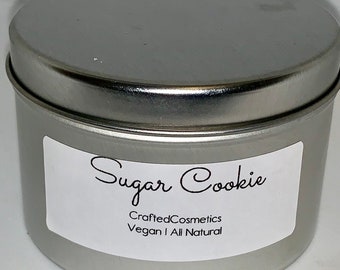 Sugar Cookie
CraftedCosmetics
Vegan | All Natural